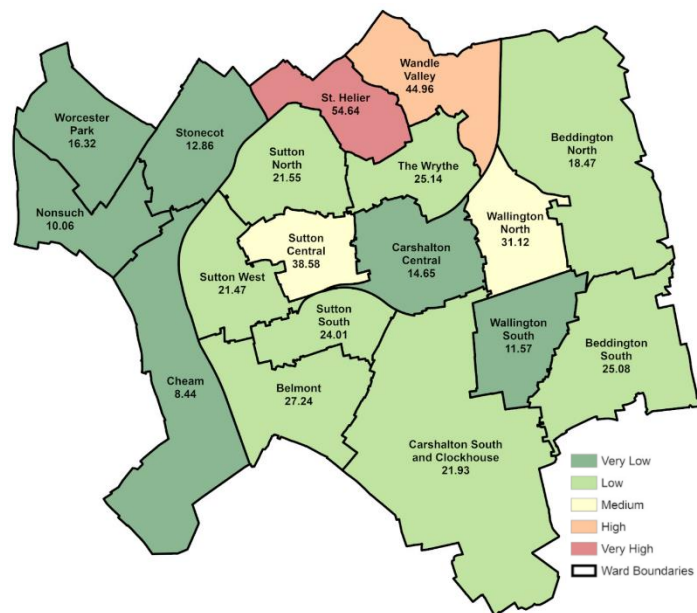 Wandle
Valley
44.96
St. Helier
54.64
Worcester
Park
16.32
Stonecot
12.86
Beddington
North
18.47
Sutton
North
21.55
The Wrythe
25.14
Nonsuch
10.06
Wallington
North
31.12
Sutton
Central
38.58
Carshalton
Central
14.65
Sutton West
21.47
Sutton
South
24.01
Wallington
South
11.57
Beddington
South
25.08
Cheam
8.44
Belmont
27.24
Carshalton South
and Clockhouse
21.93
Very Low
Low
Medium
High
Very High
Ward Boundaries